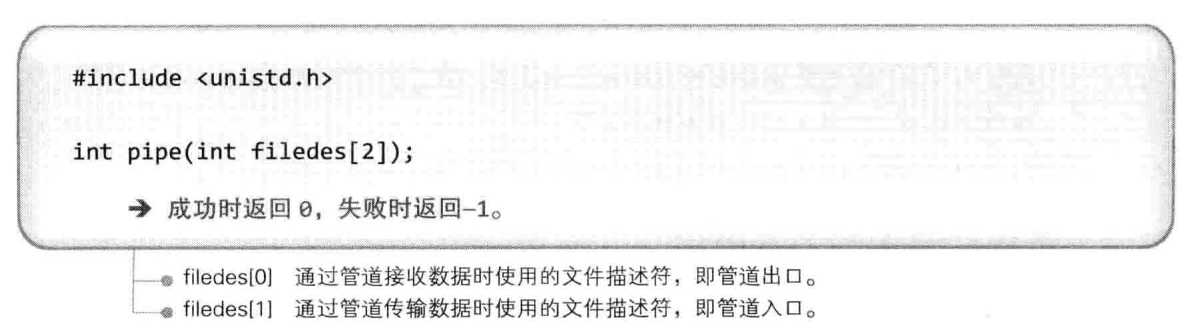 #include <unistd.h>
int pipe(int filedes[2]);
➔ 成功时返回 0，失败时返回–1。
filedes[0] 通过管道接收数据时使用的文件描述符，即管道出口。
filedes[1] 通过管道传输数据时使用的文件描述符，即管道入口。